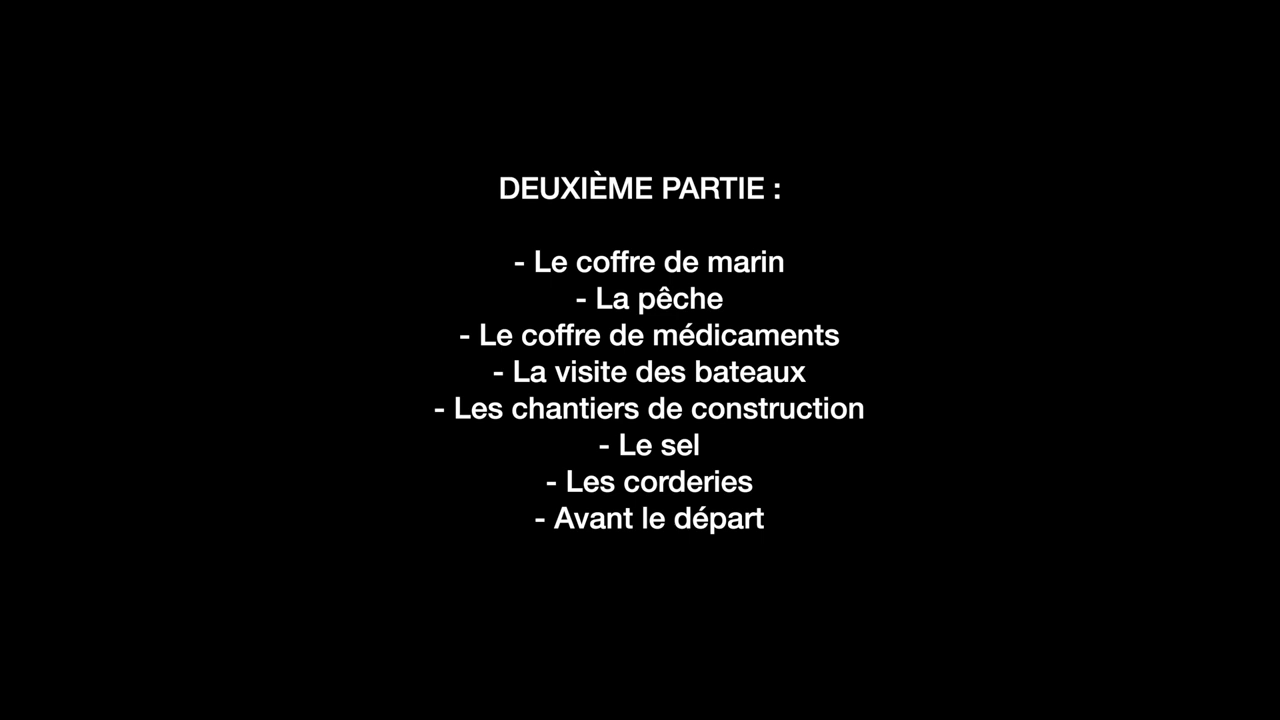 DEUXIÈME PARTIE :
- Le coffre de marin
- La pêche
- Le coffre de médicaments
- La visite des bateaux
- Les chantiers de construction
- Le sel
- Les corderies
- Avant le départ